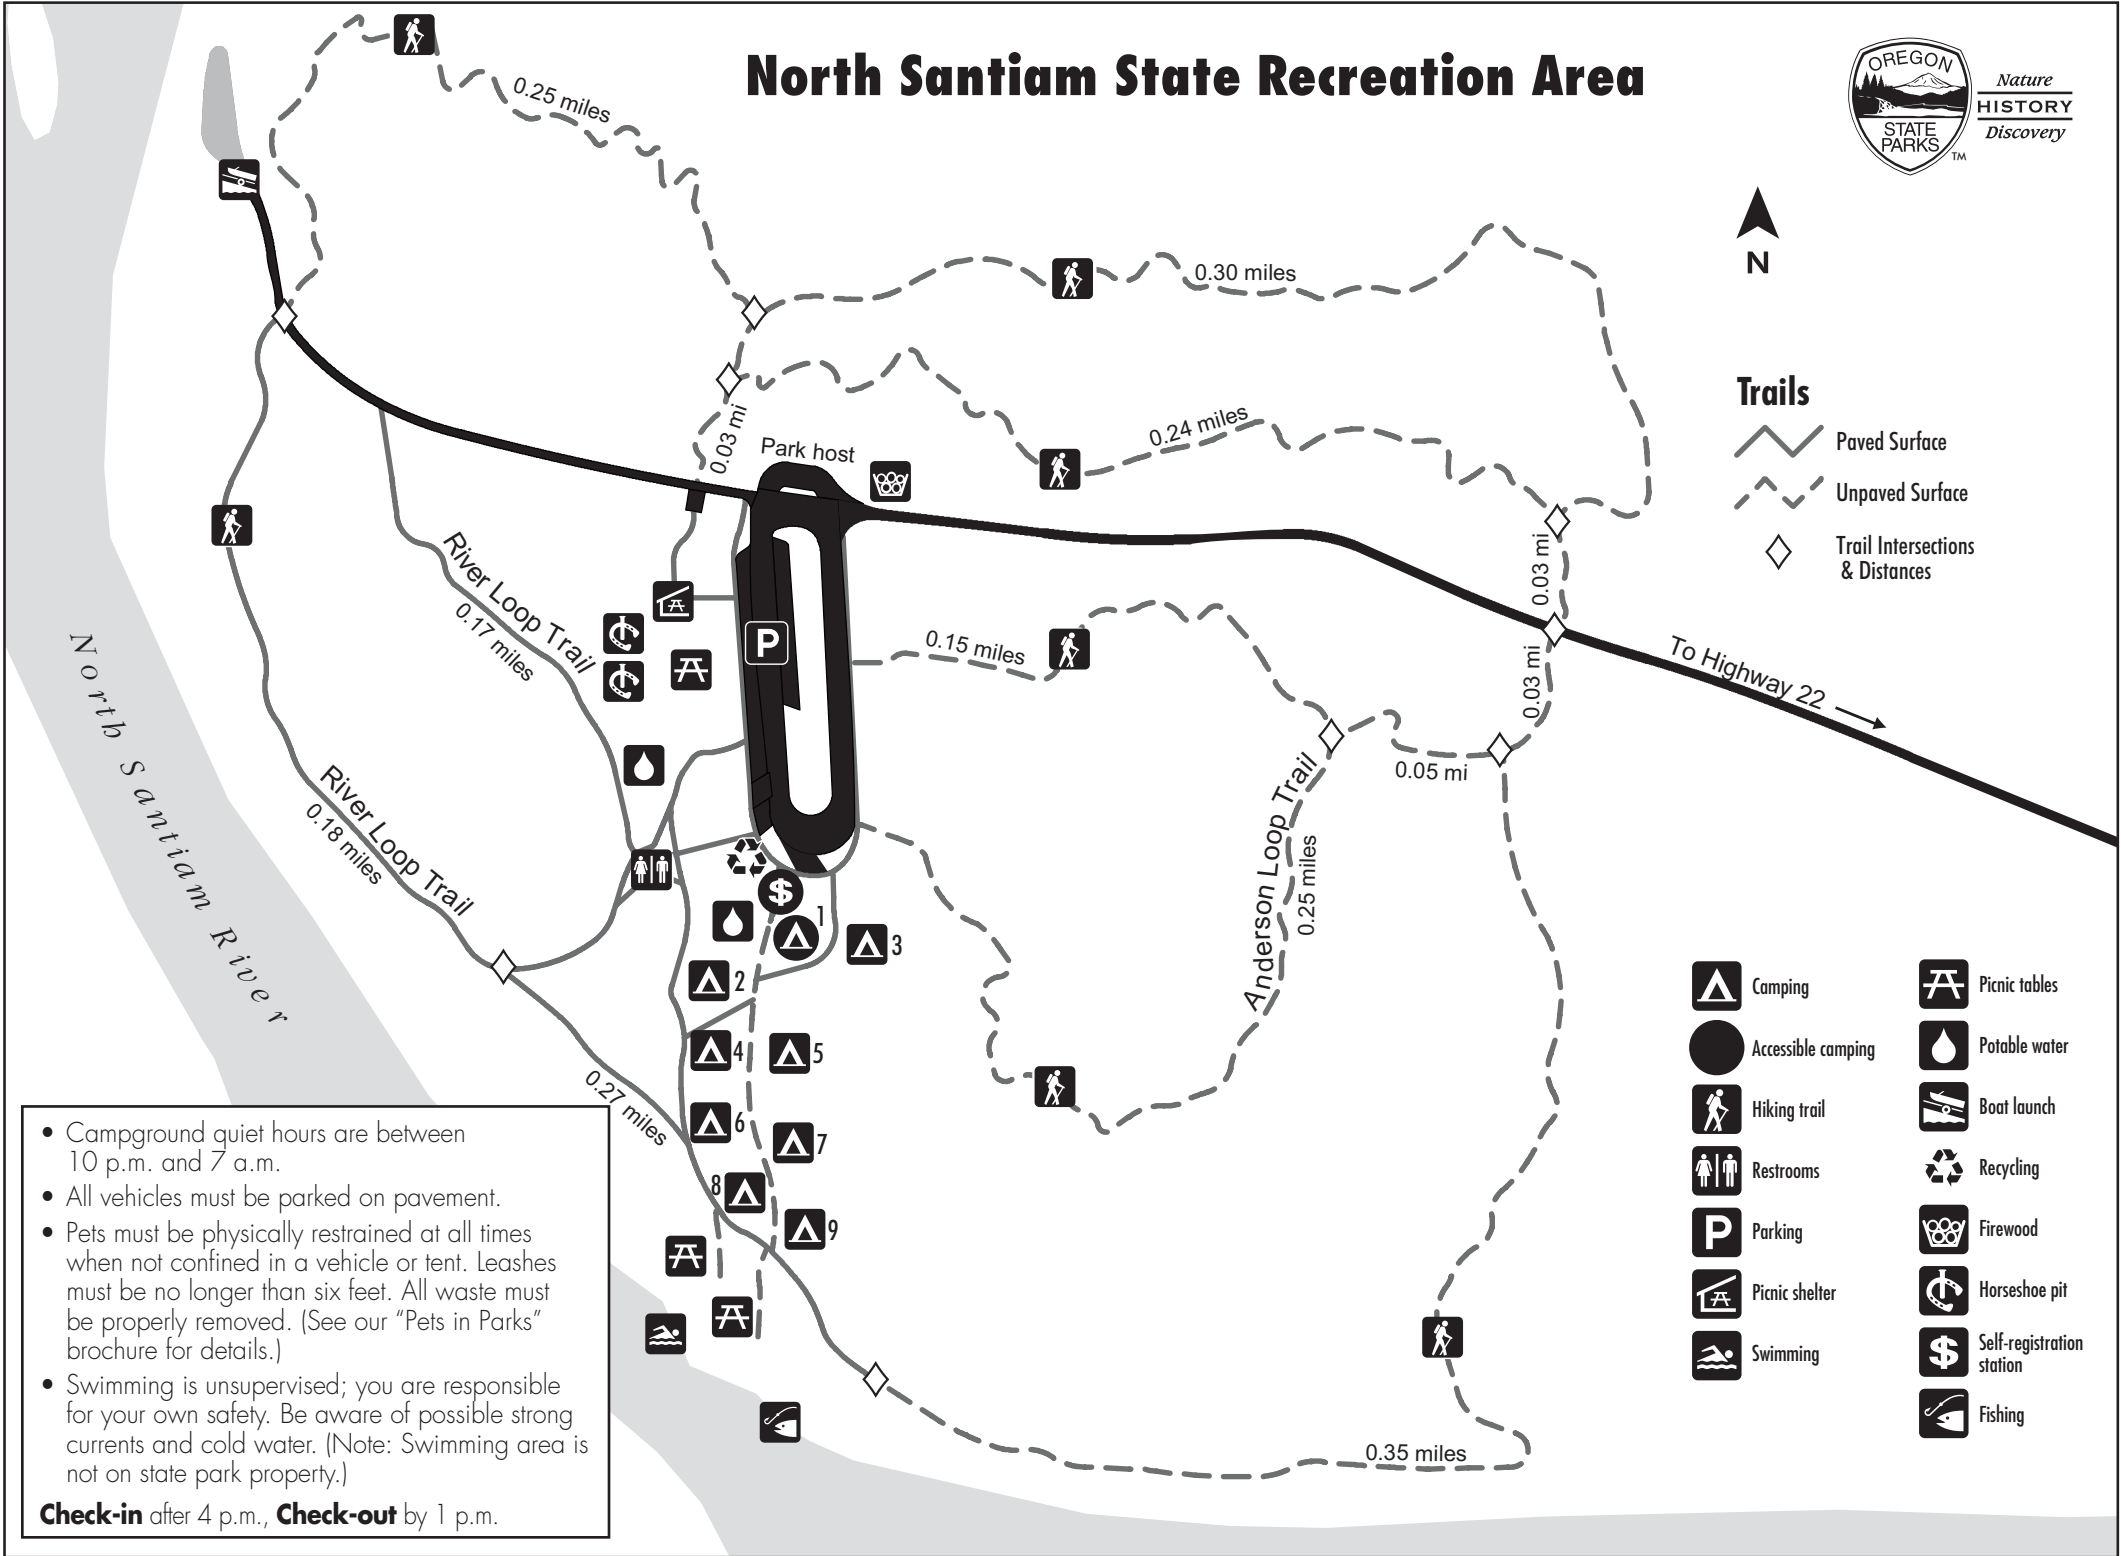 North Santiam State Recreation Area
OREGON
STATE
PARKS
TM
Nature
HISTORY
Discovery
N
0.25 miles
0.30 miles
0.24 miles
0.03 mi
Park host
0.03 mi
0.03 mi
To Highway 22
0.15 miles
0.05 mi
River Loop Trail
0.17 miles
P
River Loop Trail
0.18 miles
Anderson Loop Trail
0.25 miles
North Santiam River
$
1
2
3
4
5
6
7
8
9
0.27 miles
0.35 miles
Trails
Paved Surface
Unpaved Surface
Trail Intersections
& Distances
Camping
Accessible camping
Hiking trail
Restrooms
P
Parking
Picnic shelter
Swimming
Picnic tables
Potable water
Boat launch
Recycling
Firewood
Horseshoe pit
$
Self-registration
station
Fishing
• Campground quiet hours are between
10 p.m. and 7 a.m.
• All vehicles must be parked on pavement.
• Pets must be physically restrained at all times
when not confined in a vehicle or tent. Leashes
must be no longer than six feet. All waste must
be properly removed. (See our “Pets in Parks”
brochure for details.)
• Swimming is unsupervised; you are responsible
for your own safety. Be aware of possible strong
currents and cold water. (Note: Swimming area is
not on state park property.)
Check-in after 4 p.m., Check-out by 1 p.m.